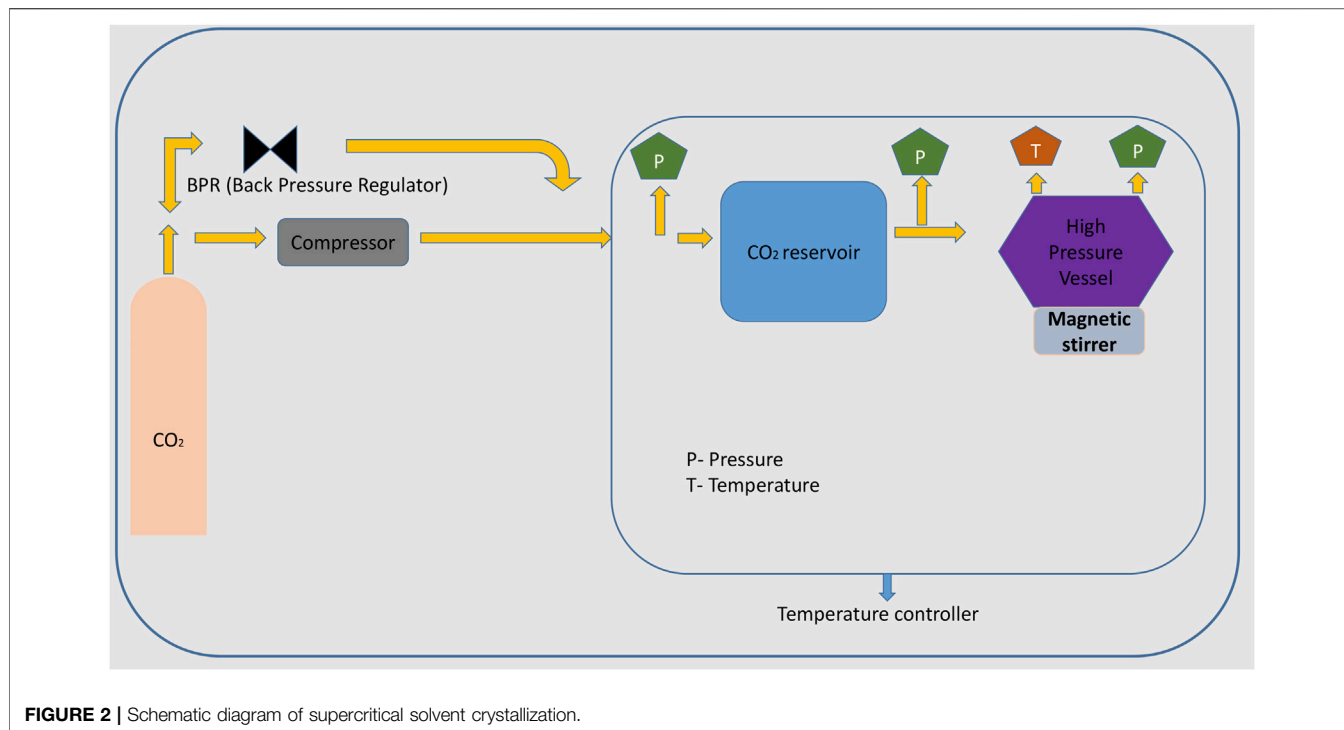 P
P
T
P
BPR (Back Pressure Regulator)
Compressor
CO₂ reservoir
High
Pressure
Vessel
Magnetic
stirrer
CO₂
P- Pressure
T- Temperature
Temperature controller
FIGURE 2 | Schematic diagram of supercritical solvent crystallization.